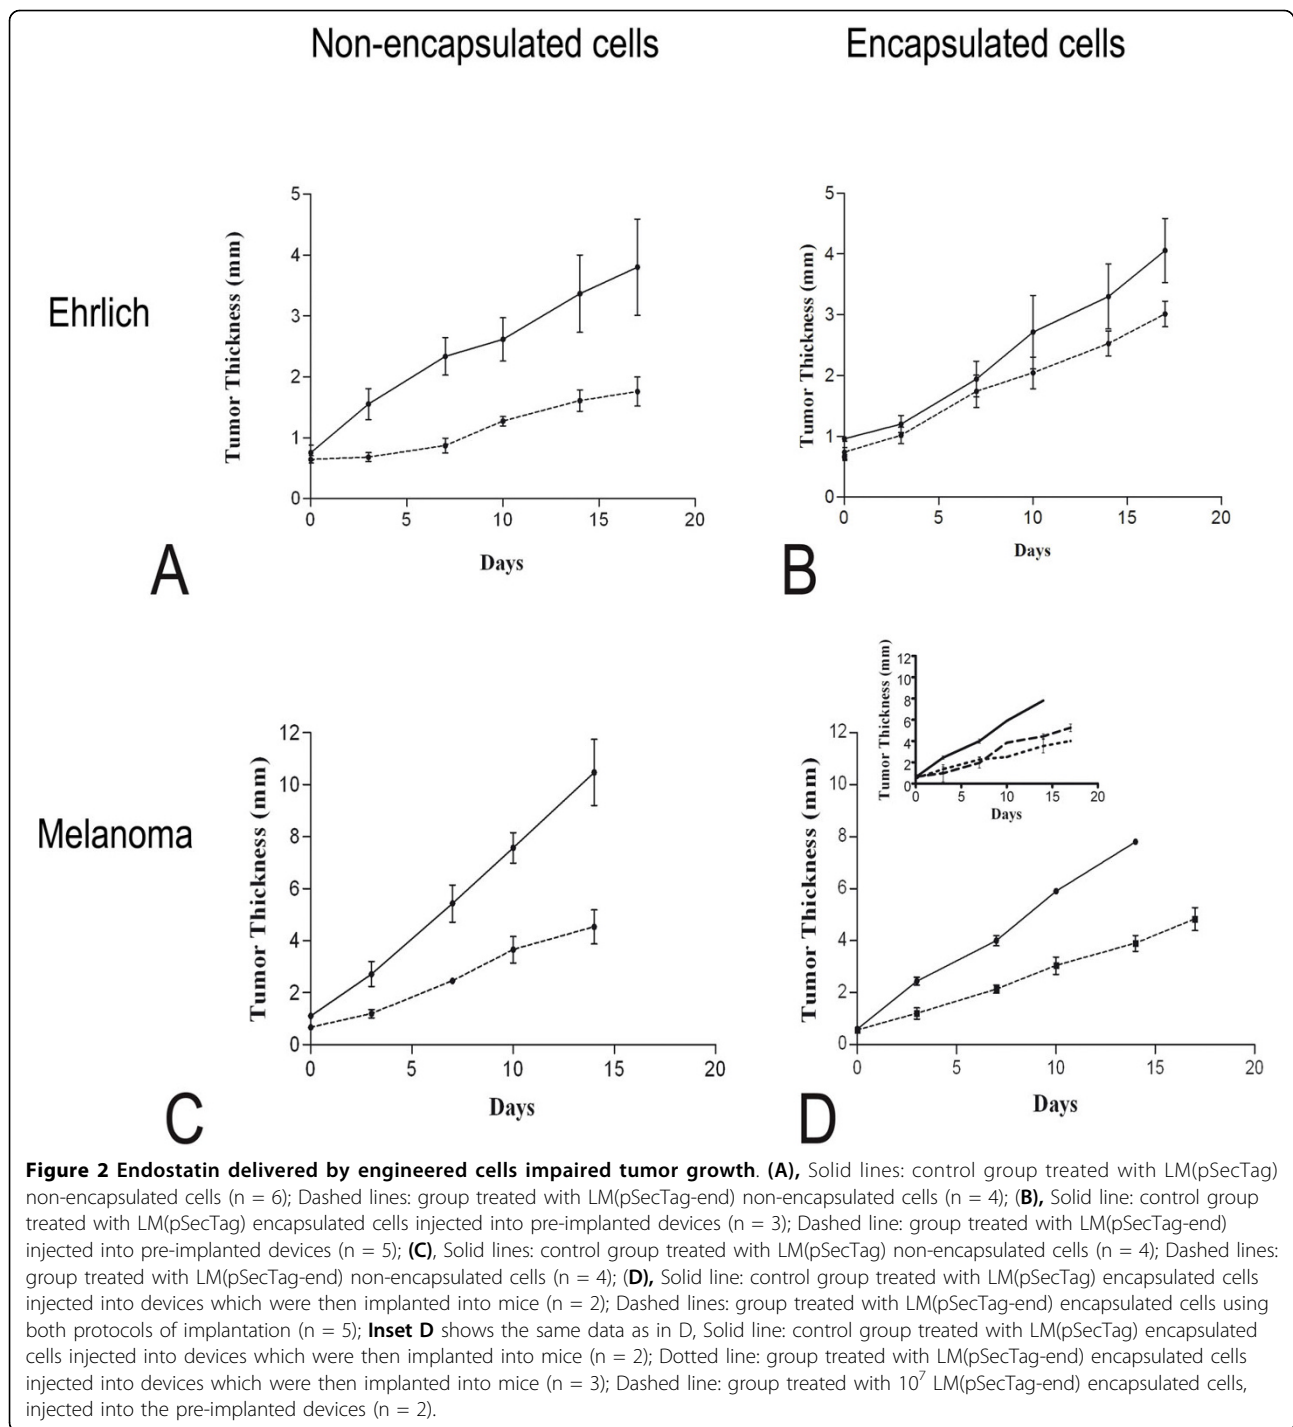 Non-encapsulated cells
Encapsulated cells
Ehrlich
Tumor Thickness (mm)
5
4
3
2
1
0
0 5 10 15 20
Days
A
Tumor Thickness (mm)
5
4
3
2
1
0
0 5 10 15 20
Days
B
Melanoma
Tumor Thickness (mm)
12
10
8
6
4
2
0
0 5 10 15 20
Days
C
Tumor Thickness (mm)
12
10
8
6
4
2
0
0 5 10 15 20
Days
Tumor Thickness (mm)
12
10
8
6
4
2
0
0 5 10 15 20
Days
D
Figure 2 Endostatin delivered by engineered cells impaired tumor growth. (A), Solid lines: control group treated with LM(pSecTag)
non-encapsulated cells (n = 6); Dashed lines: group treated with LM(pSecTag-end) non-encapsulated cells (n = 4); (B), Solid line: control group
treated with LM(pSecTag) encapsulated cells injected into pre-implanted devices (n = 3); Dashed line: group treated with LM(pSecTag-end)
injected into pre-implanted devices (n = 5); (C), Solid lines: control group treated with LM(pSecTag) non-encapsulated cells (n = 4); Dashed lines:
group treated with LM(pSecTag-end) non-encapsulated cells (n = 4); (D), Solid line: control group treated with LM(pSecTag) encapsulated cells
injected into devices which were then implanted into mice (n = 2); Dashed lines: group treated with LM(pSecTag-end) encapsulated cells using
both protocols of implantation (n = 5); Inset D shows the same data as in D, Solid line: control group treated with LM(pSecTag) encapsulated
cells injected into devices which were then implanted into mice (n = 2); Dotted line: group treated with LM(pSecTag-end) encapsulated cells
injected into devices which were then implanted into mice (n = 3); Dashed line: group treated with 10⁷ LM(pSecTag-end) encapsulated cells,
injected into the pre-implanted devices (n = 2).